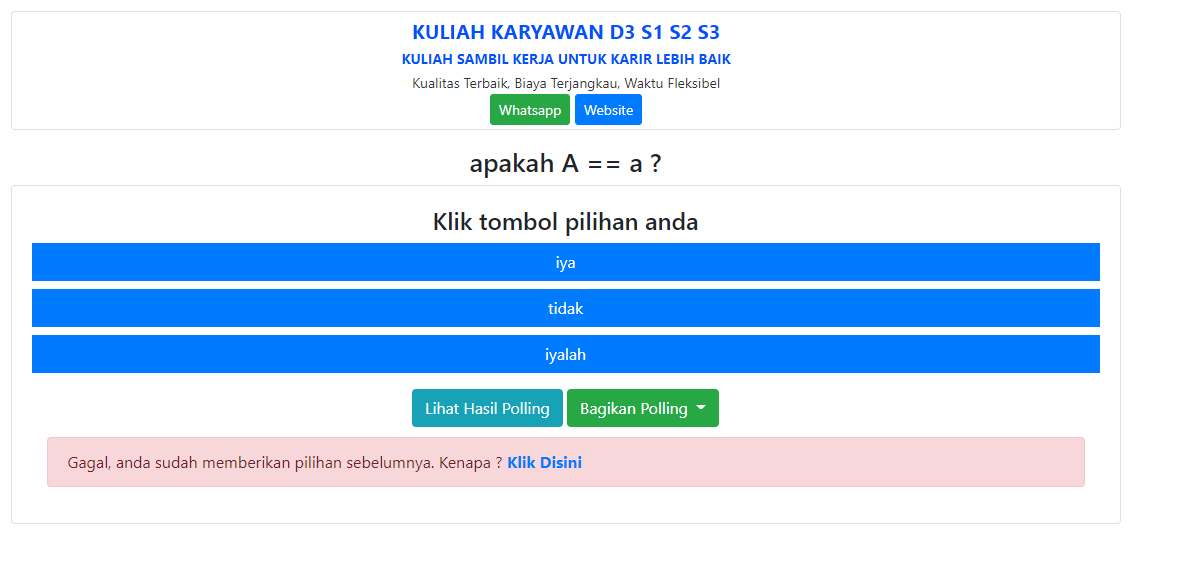 KULIAH KARYAWAN D3 S1 S2 S3
KULIAH SAMBIL KERJA UNTUK KARIR LEBIH BAIK
Kualitas Terbaik, Biaya Terjangkau, Waktu Fleksibel
Whatsapp Website
apakah A == a ?
Klik tombol pilihan anda
iya
tidak
iyalah
Lihat Hasil Polling Bagikan Polling
Gagal, anda sudah memberikan pilihan sebelumnya. Kenapa ? Klik Disini